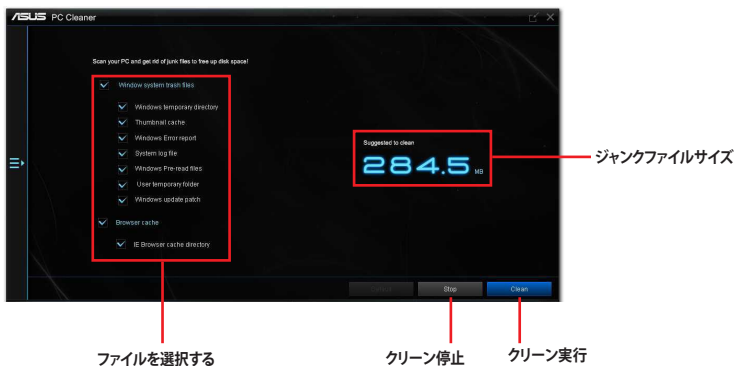 ASUS PC Cleaner
Scan your PC and get rid of junk files to free up disk space!
Window system trash files
Windows temporary directory
Thumbnail cache
Windows Error report
System log file
Windows Pre-read files
User temporary folder
Windows update patch
Browser cache
IE Browser cache directory
Suggested to clean
284.5 MB
ジャンクファイルサイズ
Stop
Clean
ファイルを選択する
クリーン停止
クリーン実行